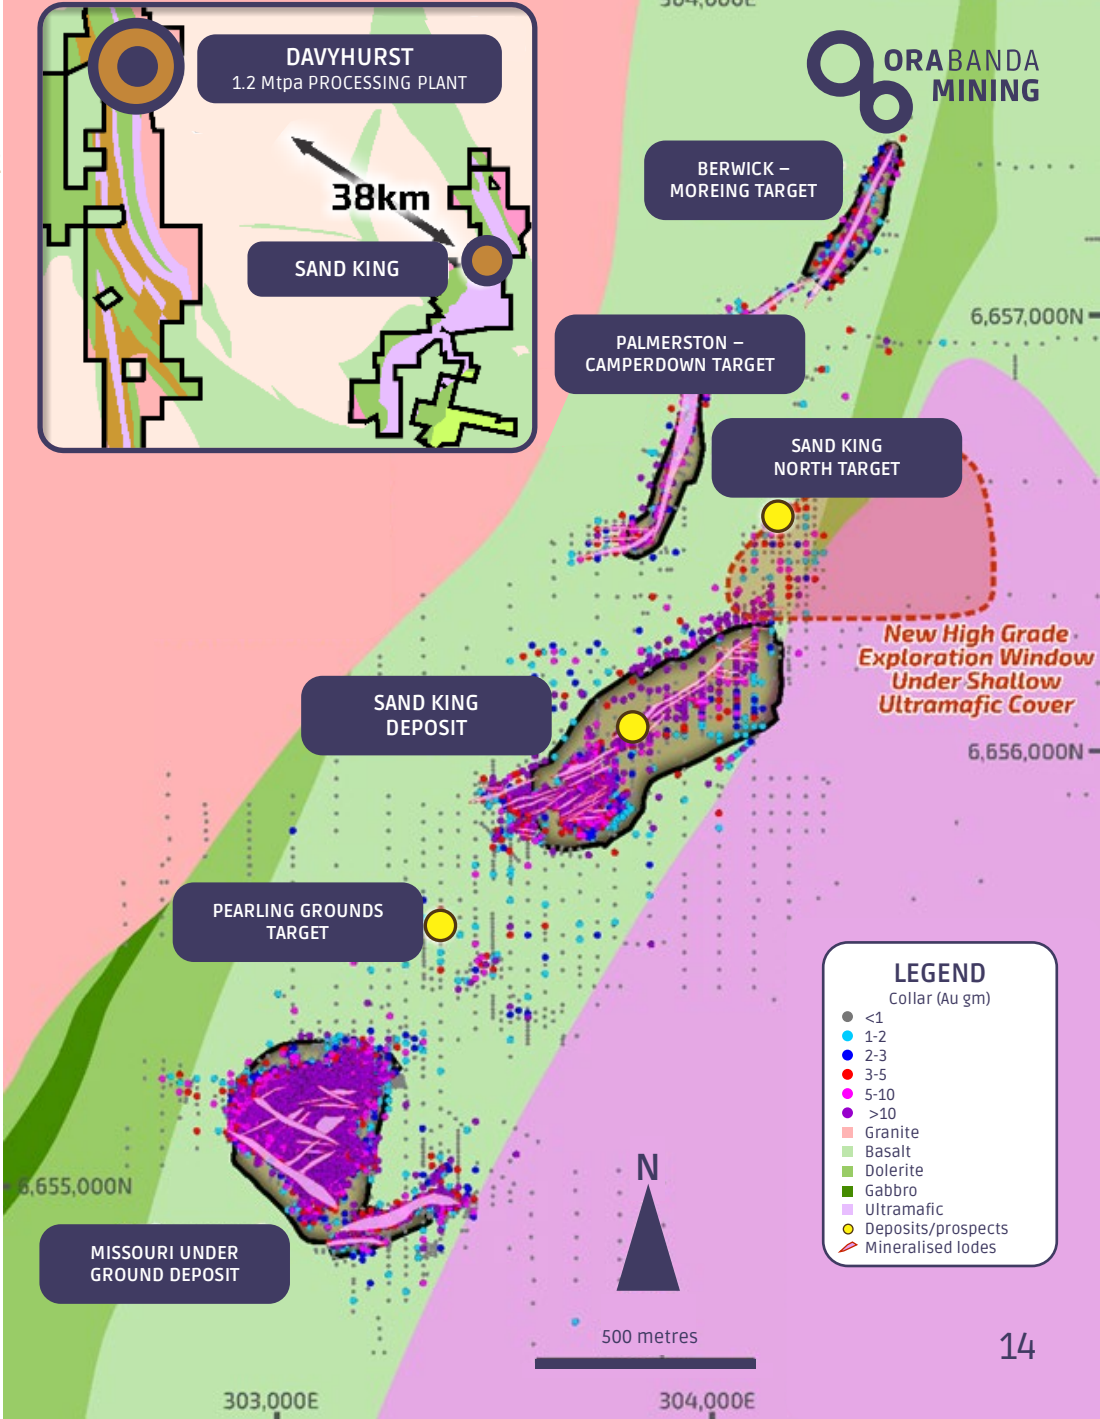 304,000E
DAVYHURST
1.2 Mtpa PROCESSING PLANT
38km
SAND KING
ORABANDA
MINING
BERWICK –
MOREING TARGET
6,657,000N
PALMERSTON –
CAMPERDOWN TARGET
SAND KING
NORTH TARGET
New High Grade
Exploration Window
Under Shallow
Ultramafic Cover
SAND KING
DEPOSIT
6,656,000N
PEARLING GROUNDS
TARGET
LEGEND
Collar (Au gm)
<1
1-2
2-3
3-5
5-10
>10
Granite
Basalt
Dolerite
Gabbro
Ultramafic
Deposits/prospects
Mineralised lodes
N
6,655,000N
MISSOURI UNDER
GROUND DEPOSIT
500 metres
14
303,000E
304,000E